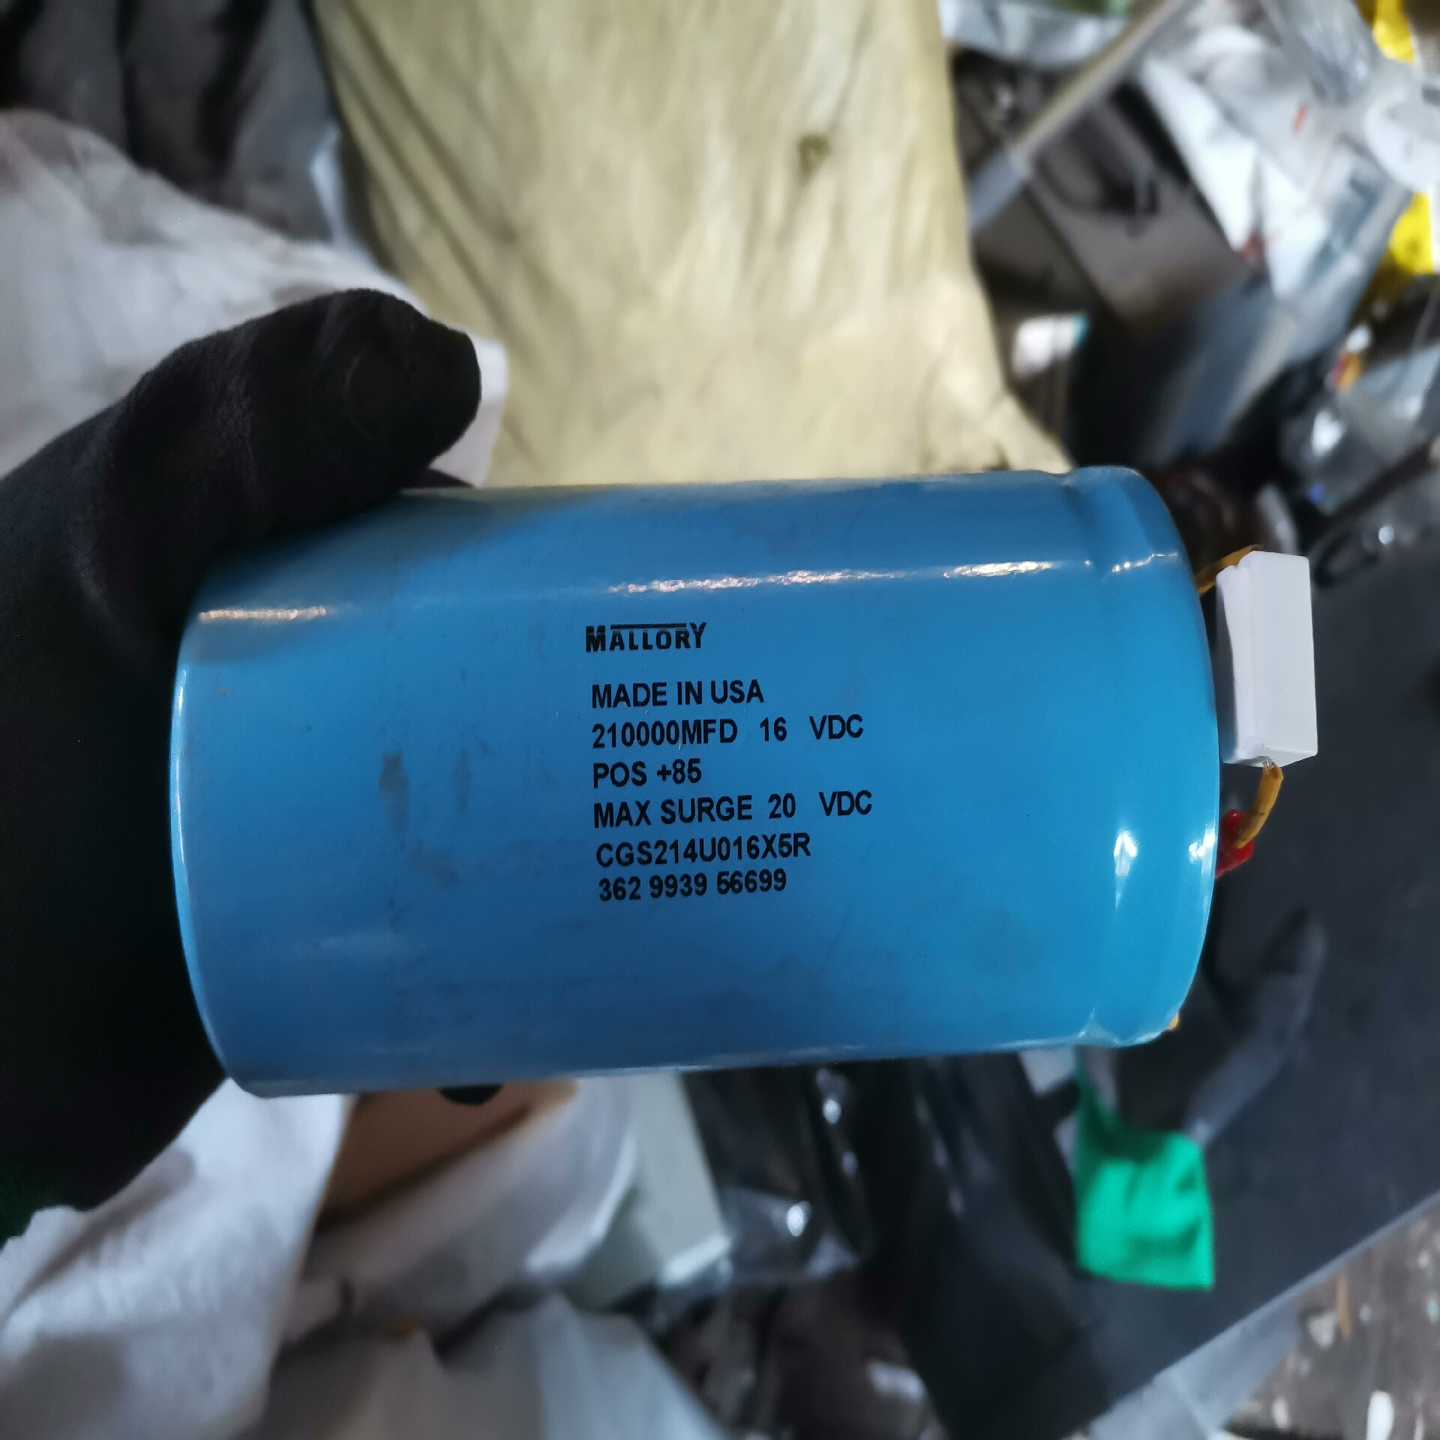 MALLORY
MADE IN USA
210000MFD 16 VDC
POS +85
MAX SURGE 20 VDC
CGS214U016X5R
362 9939 56699